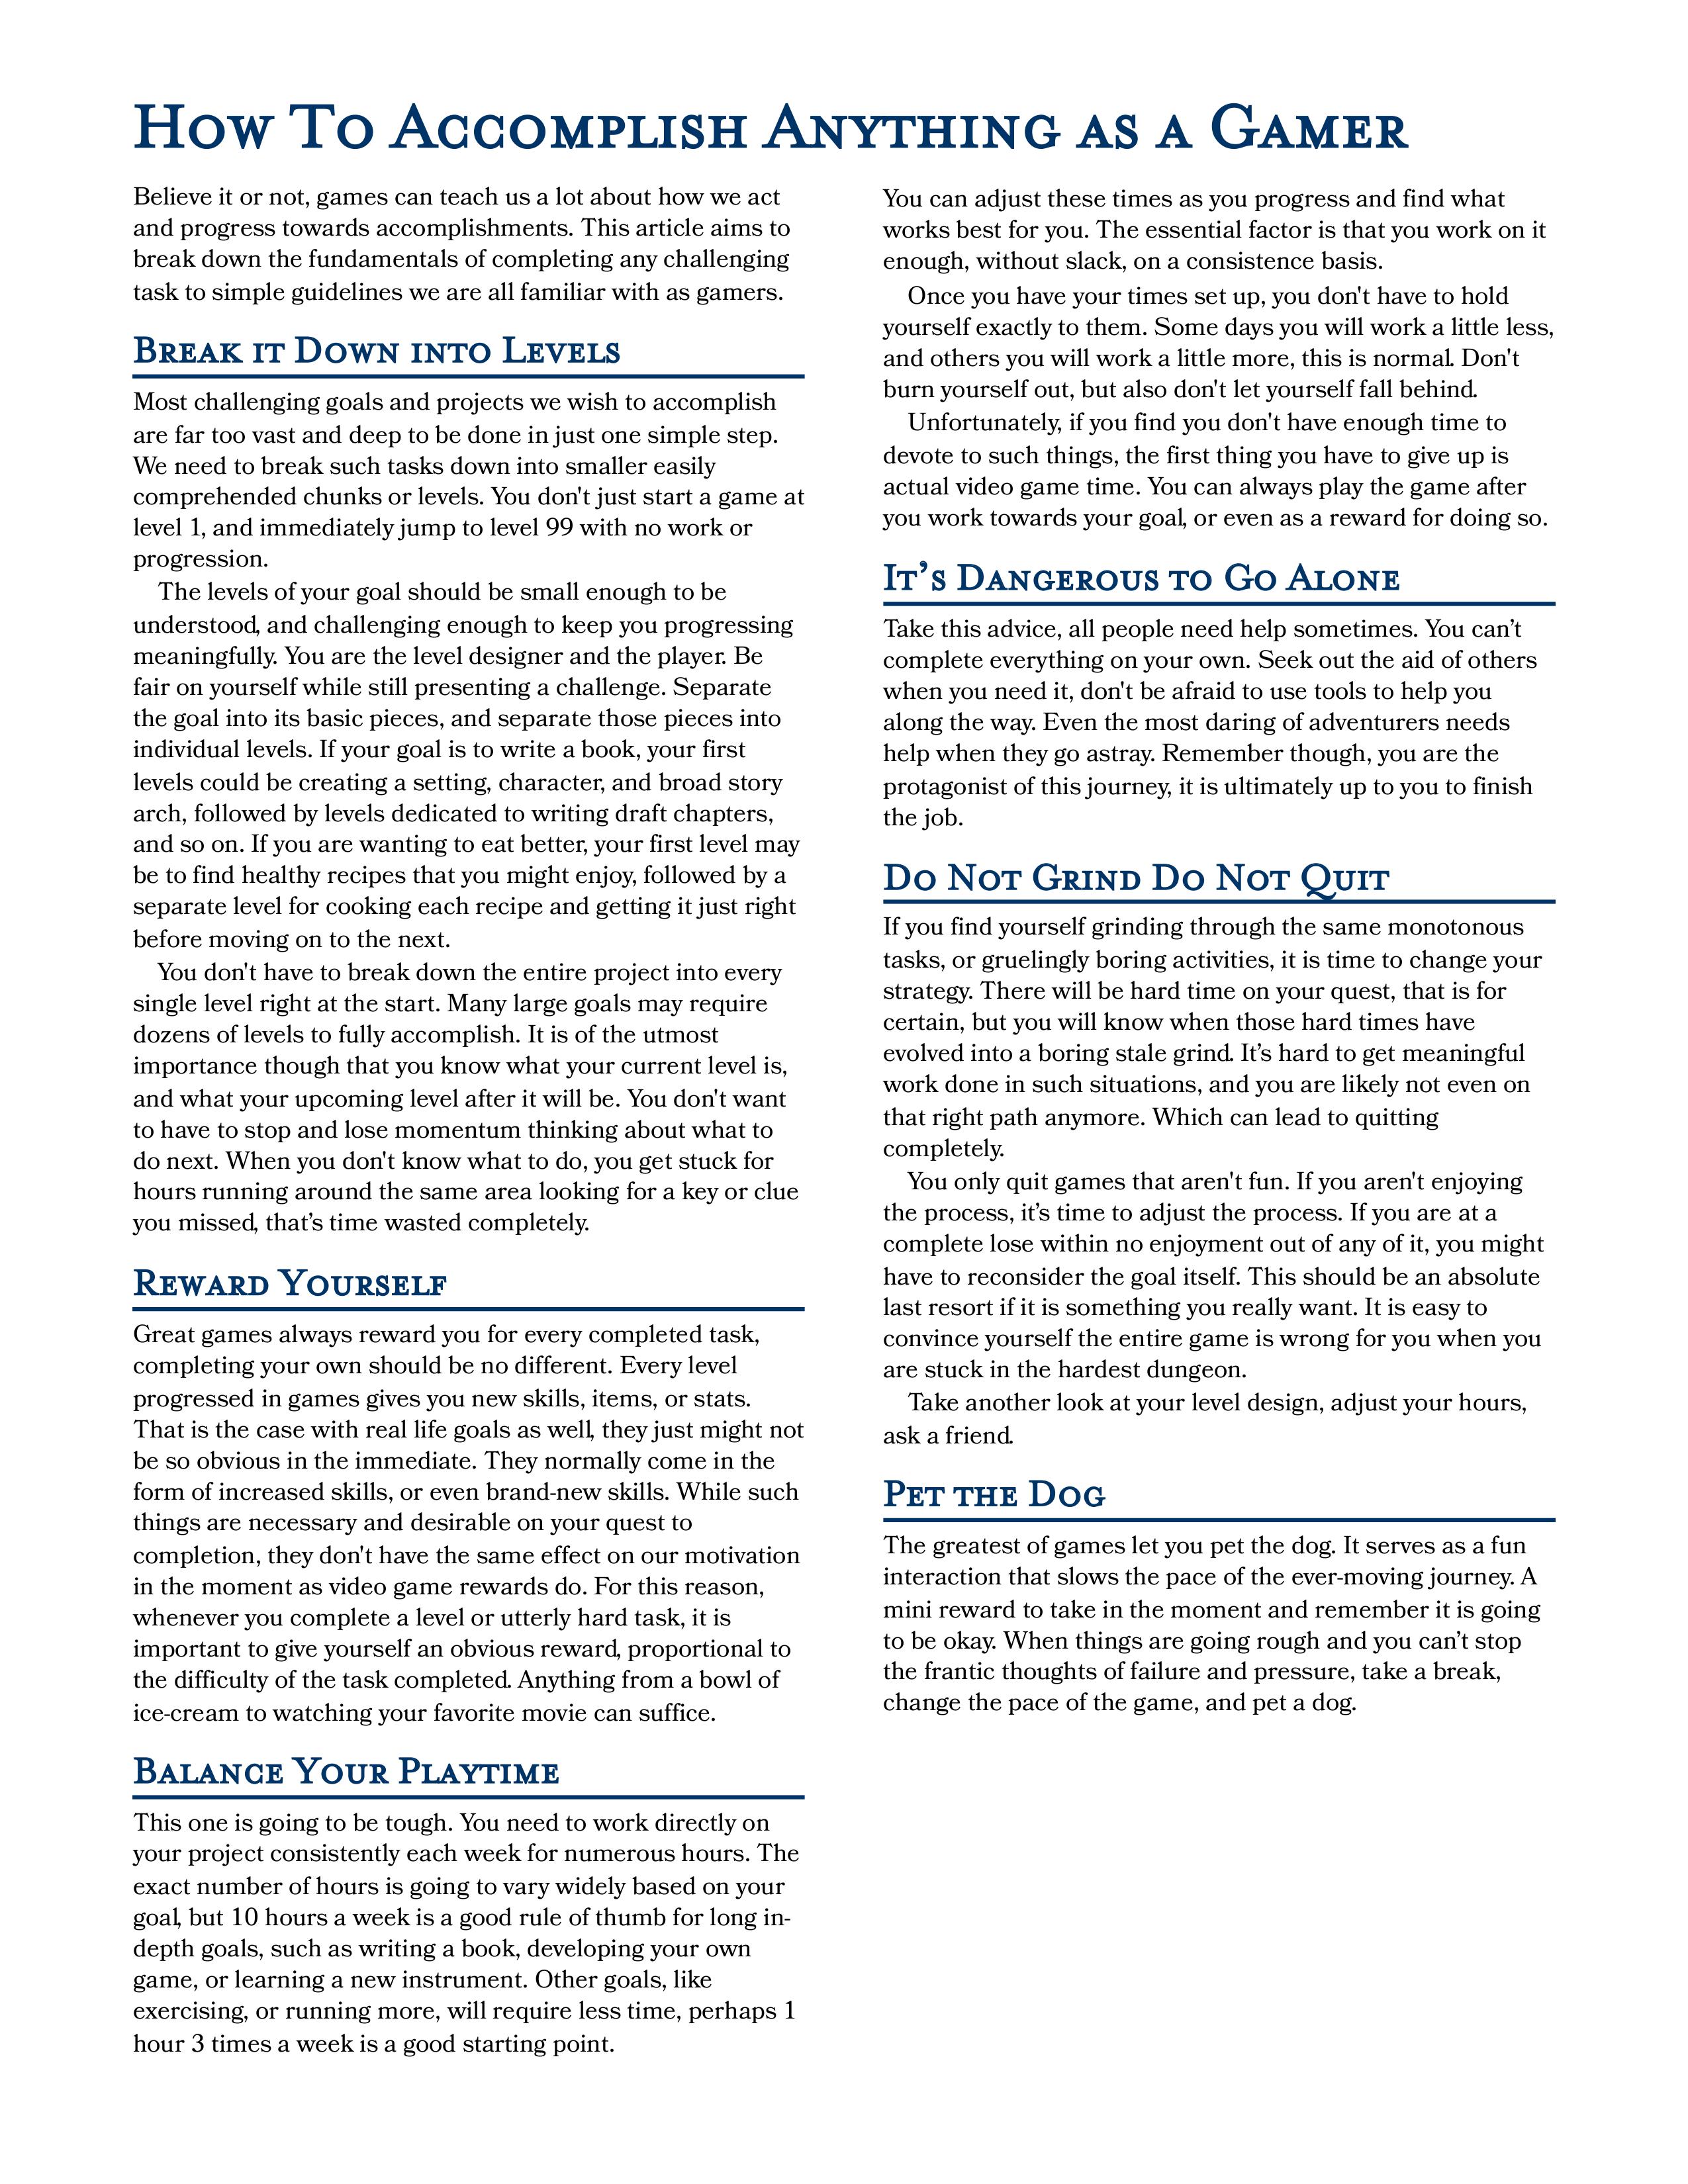 How To Accomplish Anything as a Gamer
Believe it or not, games can teach us a lot about how we act
and progress towards accomplishments. This article aims to
break down the fundamentals of completing any challenging
task to simple guidelines we are all familiar with as gamers.
Break it Down into Levels
Most challenging goals and projects we wish to accomplish
are far too vast and deep to be done in just one simple step.
We need to break such tasks down into smaller easily
comprehended chunks or levels. You don't just start a game at
level 1, and immediately jump to level 99 with no work or
progression.
The levels of your goal should be small enough to be
understood, and challenging enough to keep you progressing
meaningfully. You are the level designer and the player. Be
fair on yourself while still presenting a challenge. Separate
the goal into its basic pieces, and separate those pieces into
individual levels. If your goal is to write a book, your first
levels could be creating a setting, character, and broad story
arch, followed by levels dedicated to writing draft chapters,
and so on. If you are wanting to eat better, your first level may
be to find healthy recipes that you might enjoy, followed by a
separate level for cooking each recipe and getting it just right
before moving on to the next.
You don't have to break down the entire project into every
single level right at the start. Many large goals may require
dozens of levels to fully accomplish. It is of the utmost
importance though that you know what your current level is,
and what your upcoming level after it will be. You don't want
to have to stop and lose momentum thinking about what to
do next. When you don't know what to do, you get stuck for
hours running around the same area looking for a key or clue
you missed, that’s time wasted completely.
Reward Yourself
Great games always reward you for every completed task,
completing your own should be no different. Every level
progressed in games gives you new skills, items, or stats.
That is the case with real life goals as well, they just might not
be so obvious in the immediate. They normally come in the
form of increased skills, or even brand-new skills. While such
things are necessary and desirable on your quest to
completion, they don't have the same effect on our motivation
in the moment as video game rewards do. For this reason,
whenever you complete a level or utterly hard task, it is
important to give yourself an obvious reward, proportional to
the difficulty of the task completed. Anything from a bowl of
ice-cream to watching your favorite movie can suffice.
Balance Your Playtime
This one is going to be tough. You need to work directly on
your project consistently each week for numerous hours. The
exact number of hours is going to vary widely based on your
goal, but 10 hours a week is a good rule of thumb for long in-
depth goals, such as writing a book, developing your own
game, or learning a new instrument. Other goals, like
exercising, or running more, will require less time, perhaps 1
hour 3 times a week is a good starting point.
You can adjust these times as you progress and find what
works best for you. The essential factor is that you work on it
enough, without slack, on a consistence basis.
Once you have your times set up, you don't have to hold
yourself exactly to them. Some days you will work a little less,
and others you will work a little more, this is normal. Don't
burn yourself out, but also don't let yourself fall behind.
Unfortunately, if you find you don't have enough time to
devote to such things, the first thing you have to give up is
actual video game time. You can always play the game after
you work towards your goal, or even as a reward for doing so.
It’s Dangerous to Go Alone
Take this advice, all people need help sometimes. You can’t
complete everything on your own. Seek out the aid of others
when you need it, don't be afraid to use tools to help you
along the way. Even the most daring of adventurers needs
help when they go astray. Remember though, you are the
protagonist of this journey, it is ultimately up to you to finish
the job.
Do Not Grind Do Not Quit
If you find yourself grinding through the same monotonous
tasks, or gruelingly boring activities, it is time to change your
strategy. There will be hard time on your quest, that is for
certain, but you will know when those hard times have
evolved into a boring stale grind. It’s hard to get meaningful
work done in such situations, and you are likely not even on
that right path anymore. Which can lead to quitting
completely.
You only quit games that aren't fun. If you aren't enjoying
the process, it’s time to adjust the process. If you are at a
complete lose within no enjoyment out of any of it, you might
have to reconsider the goal itself. This should be an absolute
last resort if it is something you really want. It is easy to
convince yourself the entire game is wrong for you when you
are stuck in the hardest dungeon.
Take another look at your level design, adjust your hours,
ask a friend.
Pet the Dog
The greatest of games let you pet the dog. It serves as a fun
interaction that slows the pace of the ever-moving journey. A
mini reward to take in the moment and remember it is going
to be okay. When things are going rough and you can’t stop
the frantic thoughts of failure and pressure, take a break,
change the pace of the game, and pet a dog.